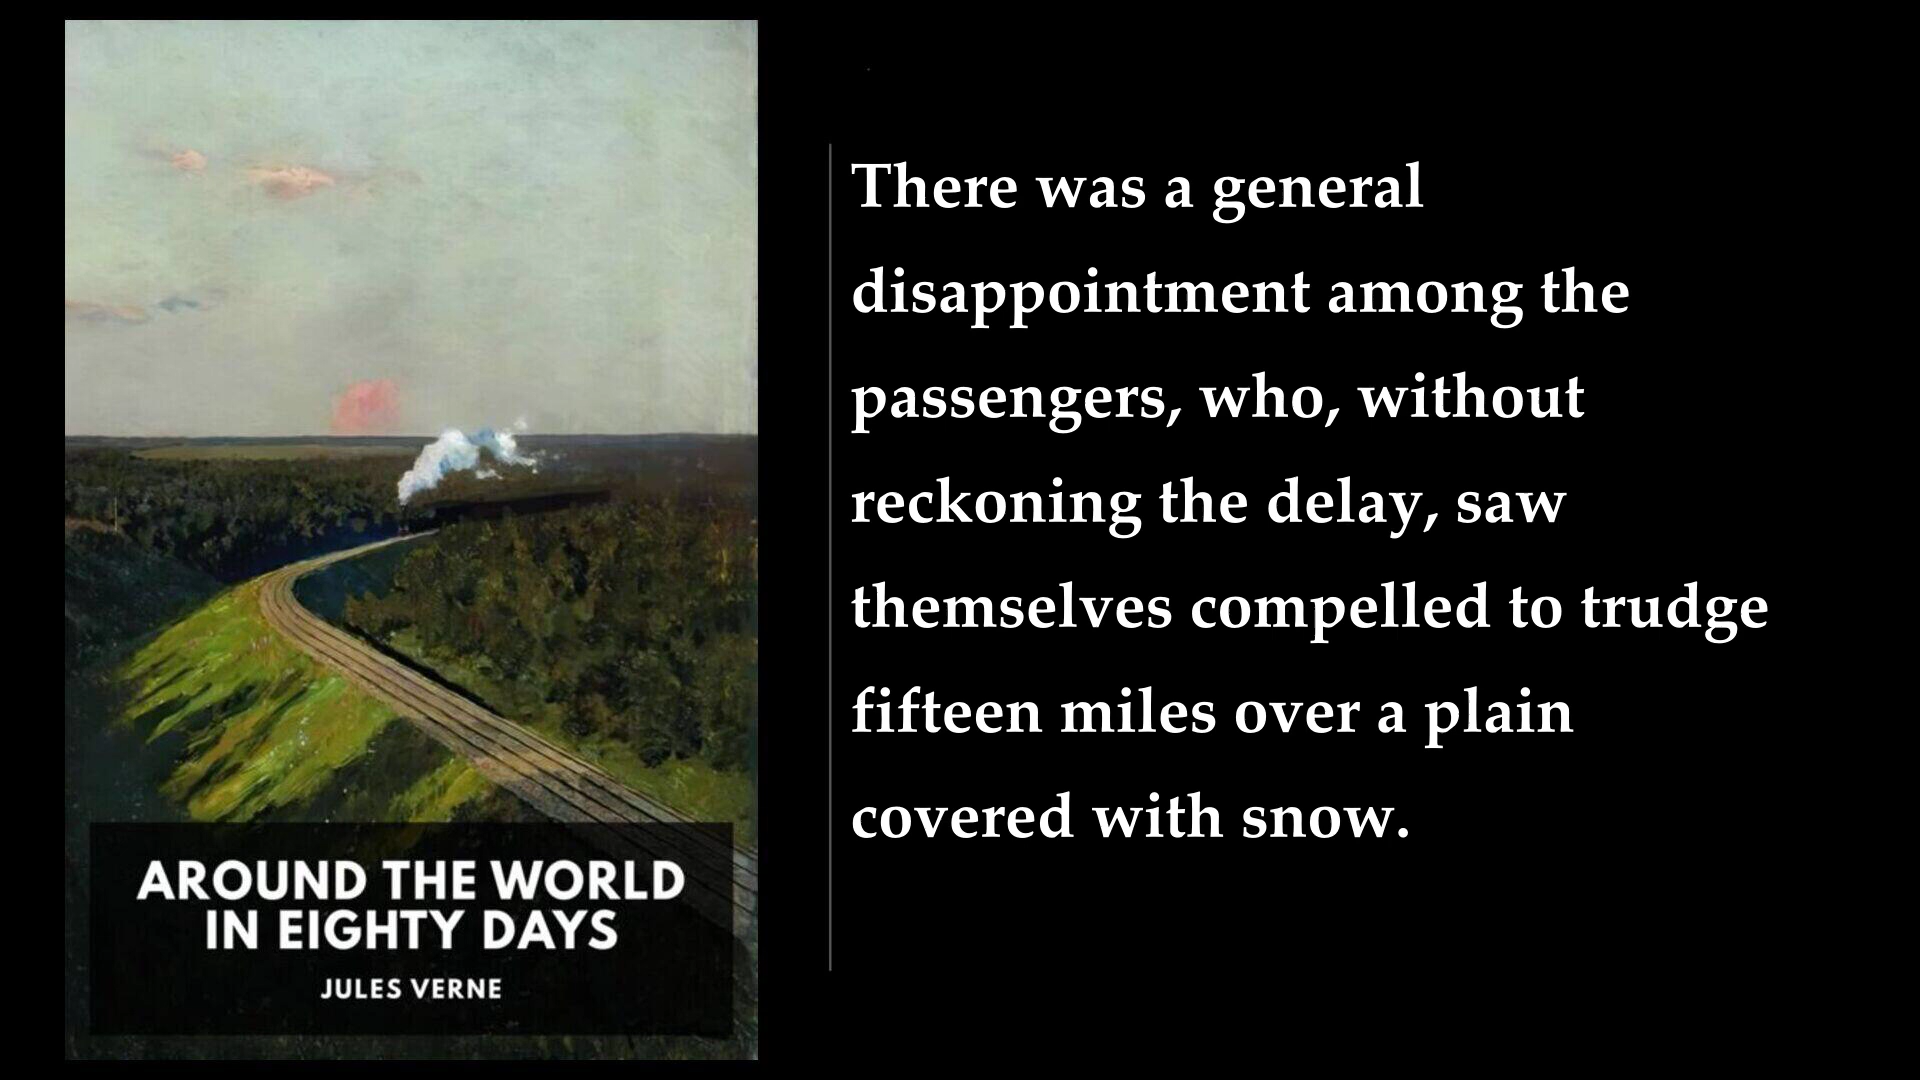 There was a general
disappointment among the
passengers, who, without
reckoning the delay, saw
themselves compelled to trudge
fifteen miles over a plain
covered with snow.
AROUND THE WORLD
IN EIGHTY DAYS
JULES VERNE